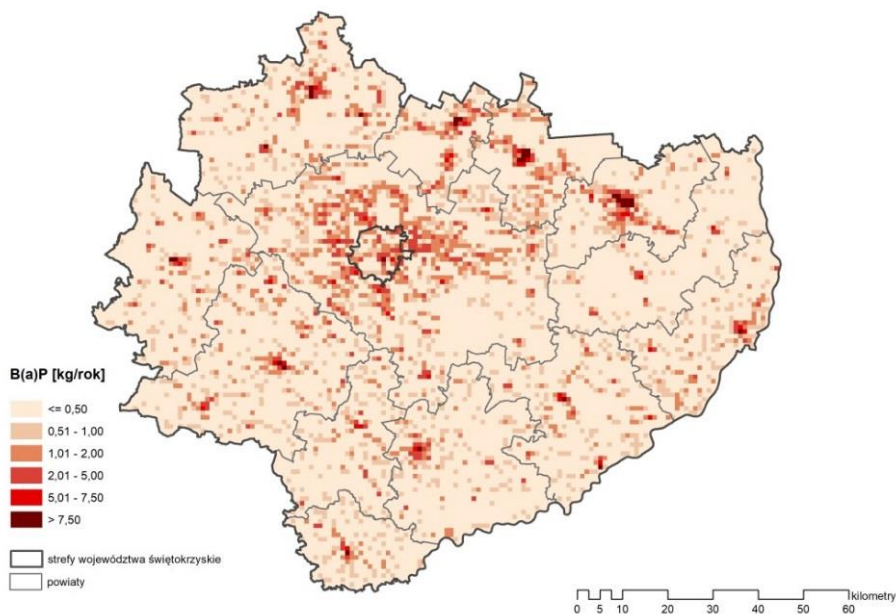 B(a)P [kg/rok]
<= 0,50
0,51 - 1,00
1,01 - 2,00
2,01 - 5,00
5,01 - 7,50
> 7,50
strefy województwa świętokrzyskie
powiaty
kilometry
0 5 10 20 30 40 50 60